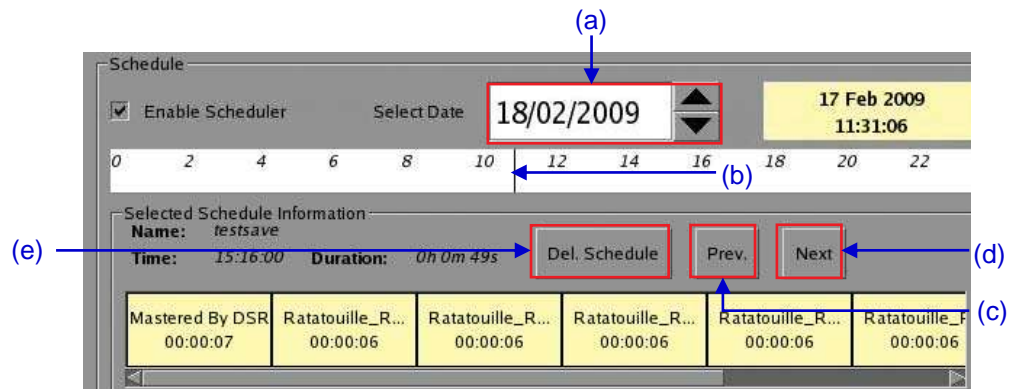 (a)
Schedule
Enable Scheduler Select Date 18/02/2009 17 Feb 2009
11:31:06
0 2 4 6 8 10 12 14 16 18 20 22
(b)
Selected Schedule Information
Name: testsave
(e) Time: 15:16:00 Duration: 0h 0m 49s Del. Schedule Prev. Next (d)
(c)
Mastered By DSR Ratatouille_R... Ratatouille_R... Ratatouille_R... Ratatouille_R... Ratatouille_R
00:00:07 00:00:06 00:00:06 00:00:06 00:00:06 00:00:06